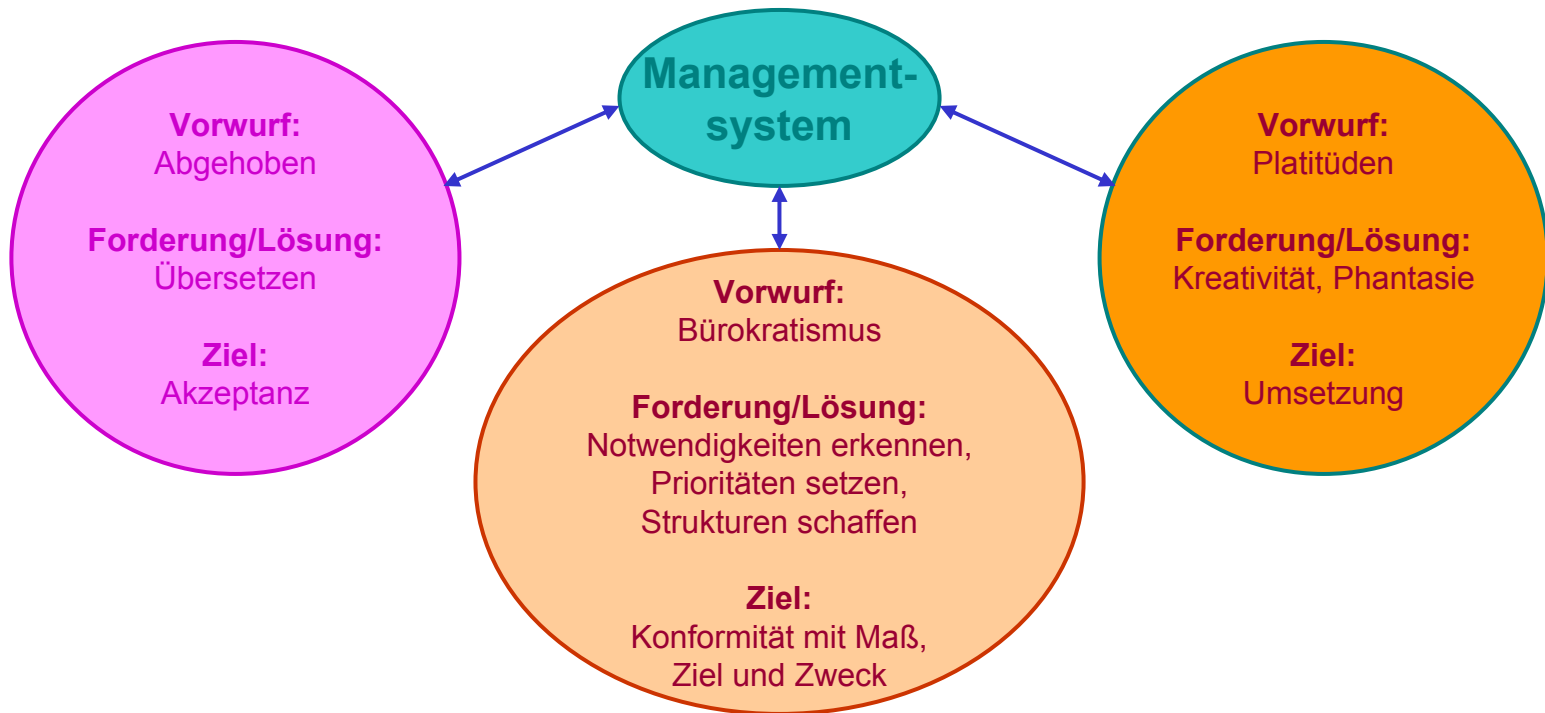 Management-
system
Vorwurf:
Abgehoben
Forderung/Lösung:
Übersetzen
Ziel:
Akzeptanz
Vorwurf:
Bürokratismus
Forderung/Lösung:
Notwendigkeiten erkennen,
Prioritäten setzen,
Strukturen schaffen
Ziel:
Konformität mit Maß,
Ziel und Zweck
Vorwurf:
Platitüden
Forderung/Lösung:
Kreativität, Phantasie
Ziel:
Umsetzung